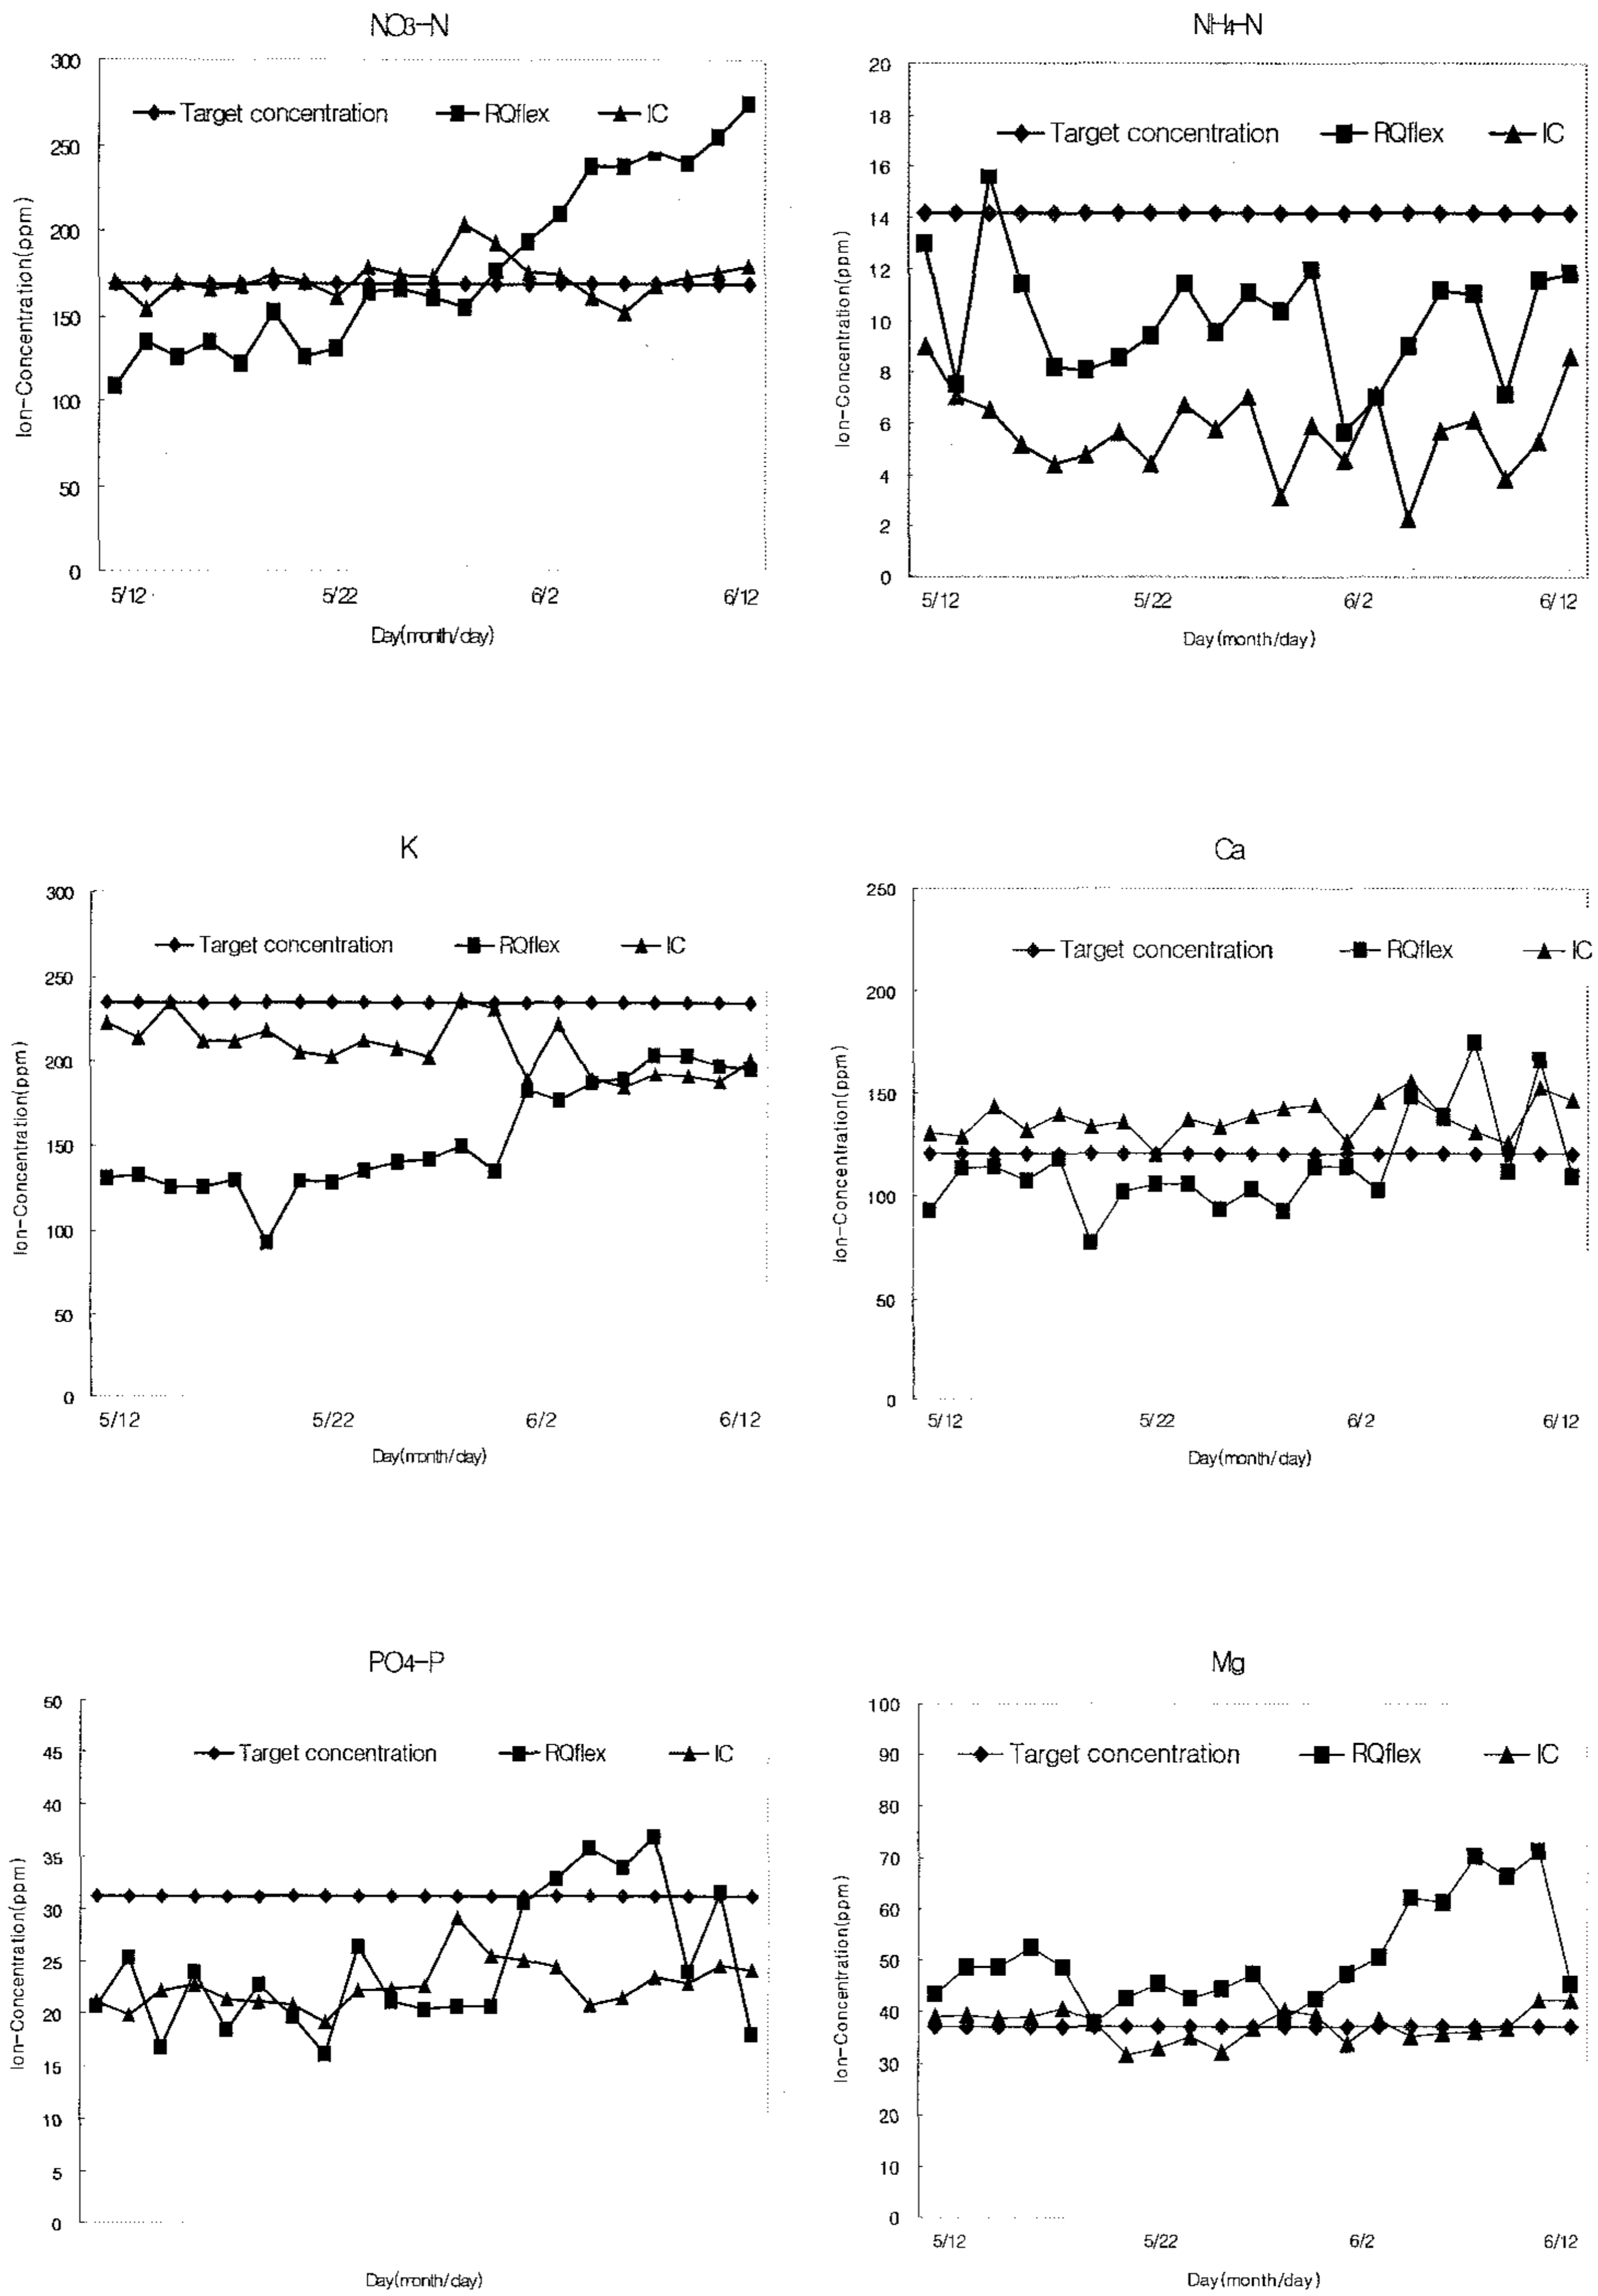 NO3-N
300
Target concentration RQflex IC
250
200
150
100
50
0
Ion-Concentration(ppm)
5/12 5/22 6/2 6/12
Day(month/day)
NH4-N
20
18
Target concentration RQflex IC
16
14
12
10
8
6
4
2
0
Ion-Concentration(ppm)
5/12 5/22 6/2 6/12
Day(month/day)
K
300
Target concentration RQflex IC
250
200
150
100
50
0
Ion-Concentration(ppm)
5/12 5/22 6/2 6/12
Day(month/day)
Ca
250
Target concentration RQflex IC
200
150
100
50
0
Ion-Concentration(ppm)
5/12 5/22 6/2 6/12
Day(month/day)
PO4-P
50
45
Target concentration RQflex IC
40
35
30
25
20
15
10
5
0
Ion-Concentration(ppm)
Day(month/day)
Mg
100
90
Target concentration RQflex IC
80
70
60
50
40
30
20
10
0
Ion-Concentration(ppm)
5/12 5/22 6/2 6/12
Day(month/day)